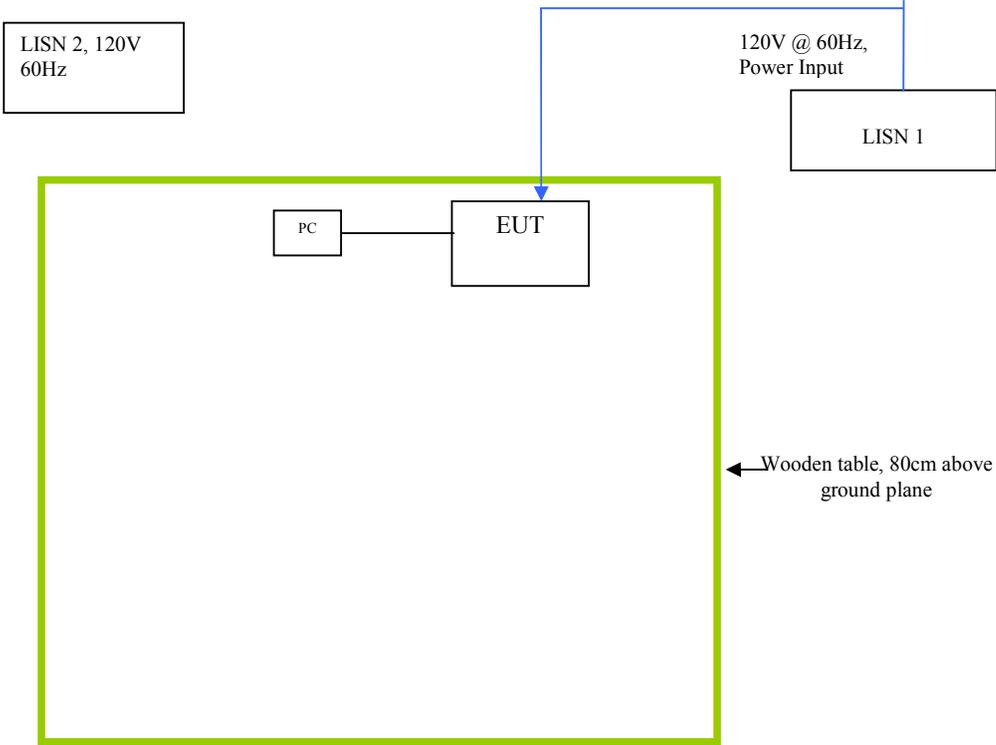 LISN 2, 120V
60Hz
120V @ 60Hz,
Power Input
LISN 1
PC
EUT
Wooden table, 80cm above
ground plane